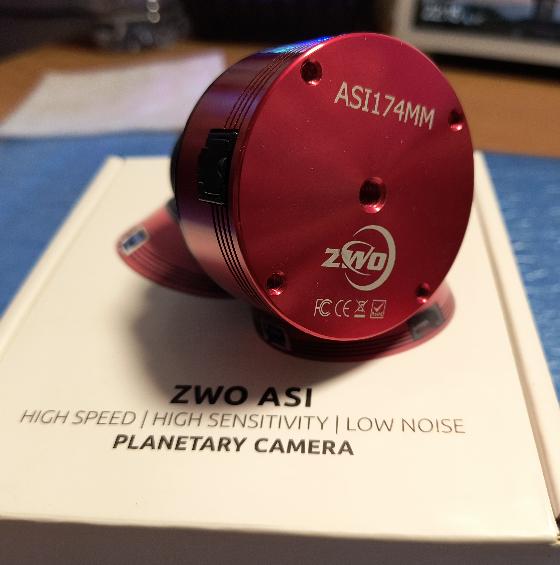 ASI174MM
ZWO
FC CE
ZWO ASI
HIGH SPEED | HIGH SENSITIVITY | LOW NOISE
PLANETARY CAMERA